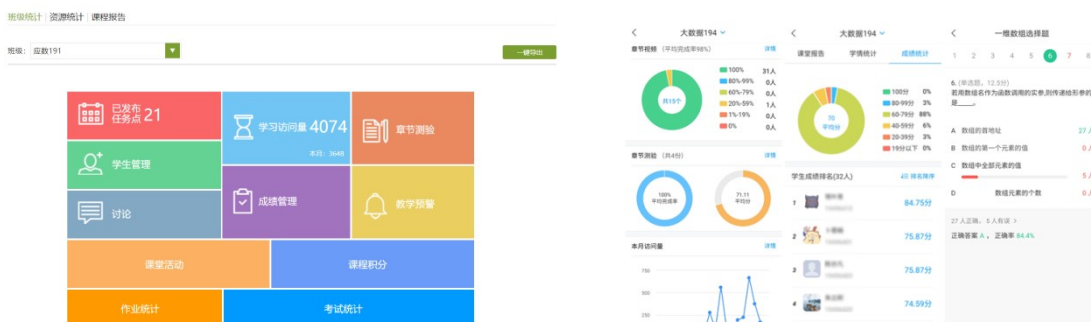 班级统计 资源统计 课程报告
班级： 应数191
一键导出
已发布
任务点 21
学习访问量 4074
本月：3649
章节测验
学生管理
讨论
成绩管理
教学预警
课堂活动
课程积分
作业统计
考试统计
大数据194
章节视频 （平均完成率98%） 详情
共15个
100% 31人
80%-99% 0人
60%-79% 0人
20%-59% 1人
1%-19% 0人
0% 0人
章节测验 （共4份） 详情
100%
平均完成率
71.11
平均分
本月访问量 详情
750
500
250
大数据194
课堂报告 学情统计 成绩统计
70
平均分
100分 0%
80-99分 3%
60-79分 88%
40-59分 6%
20-39分 3%
19分以下 0%
学生成绩排名(32人) 排名降序
1 84.75分
2 75.87分
3 75.87分
4 74.59分
一维数组选择题
1 2 3 4 5 6 7 8
6. (单选题，12.5分)
若用数组名作为函数调用的实参,则传递给形参的
是____。
A 数组的首地址 27人
B 数组的第一个元素的值 0人
C 数组中全部元素的值
5人
D 数组元素的个数 0人
27人正确，5人有误 >
正确答案 A ，正确率 84.4%